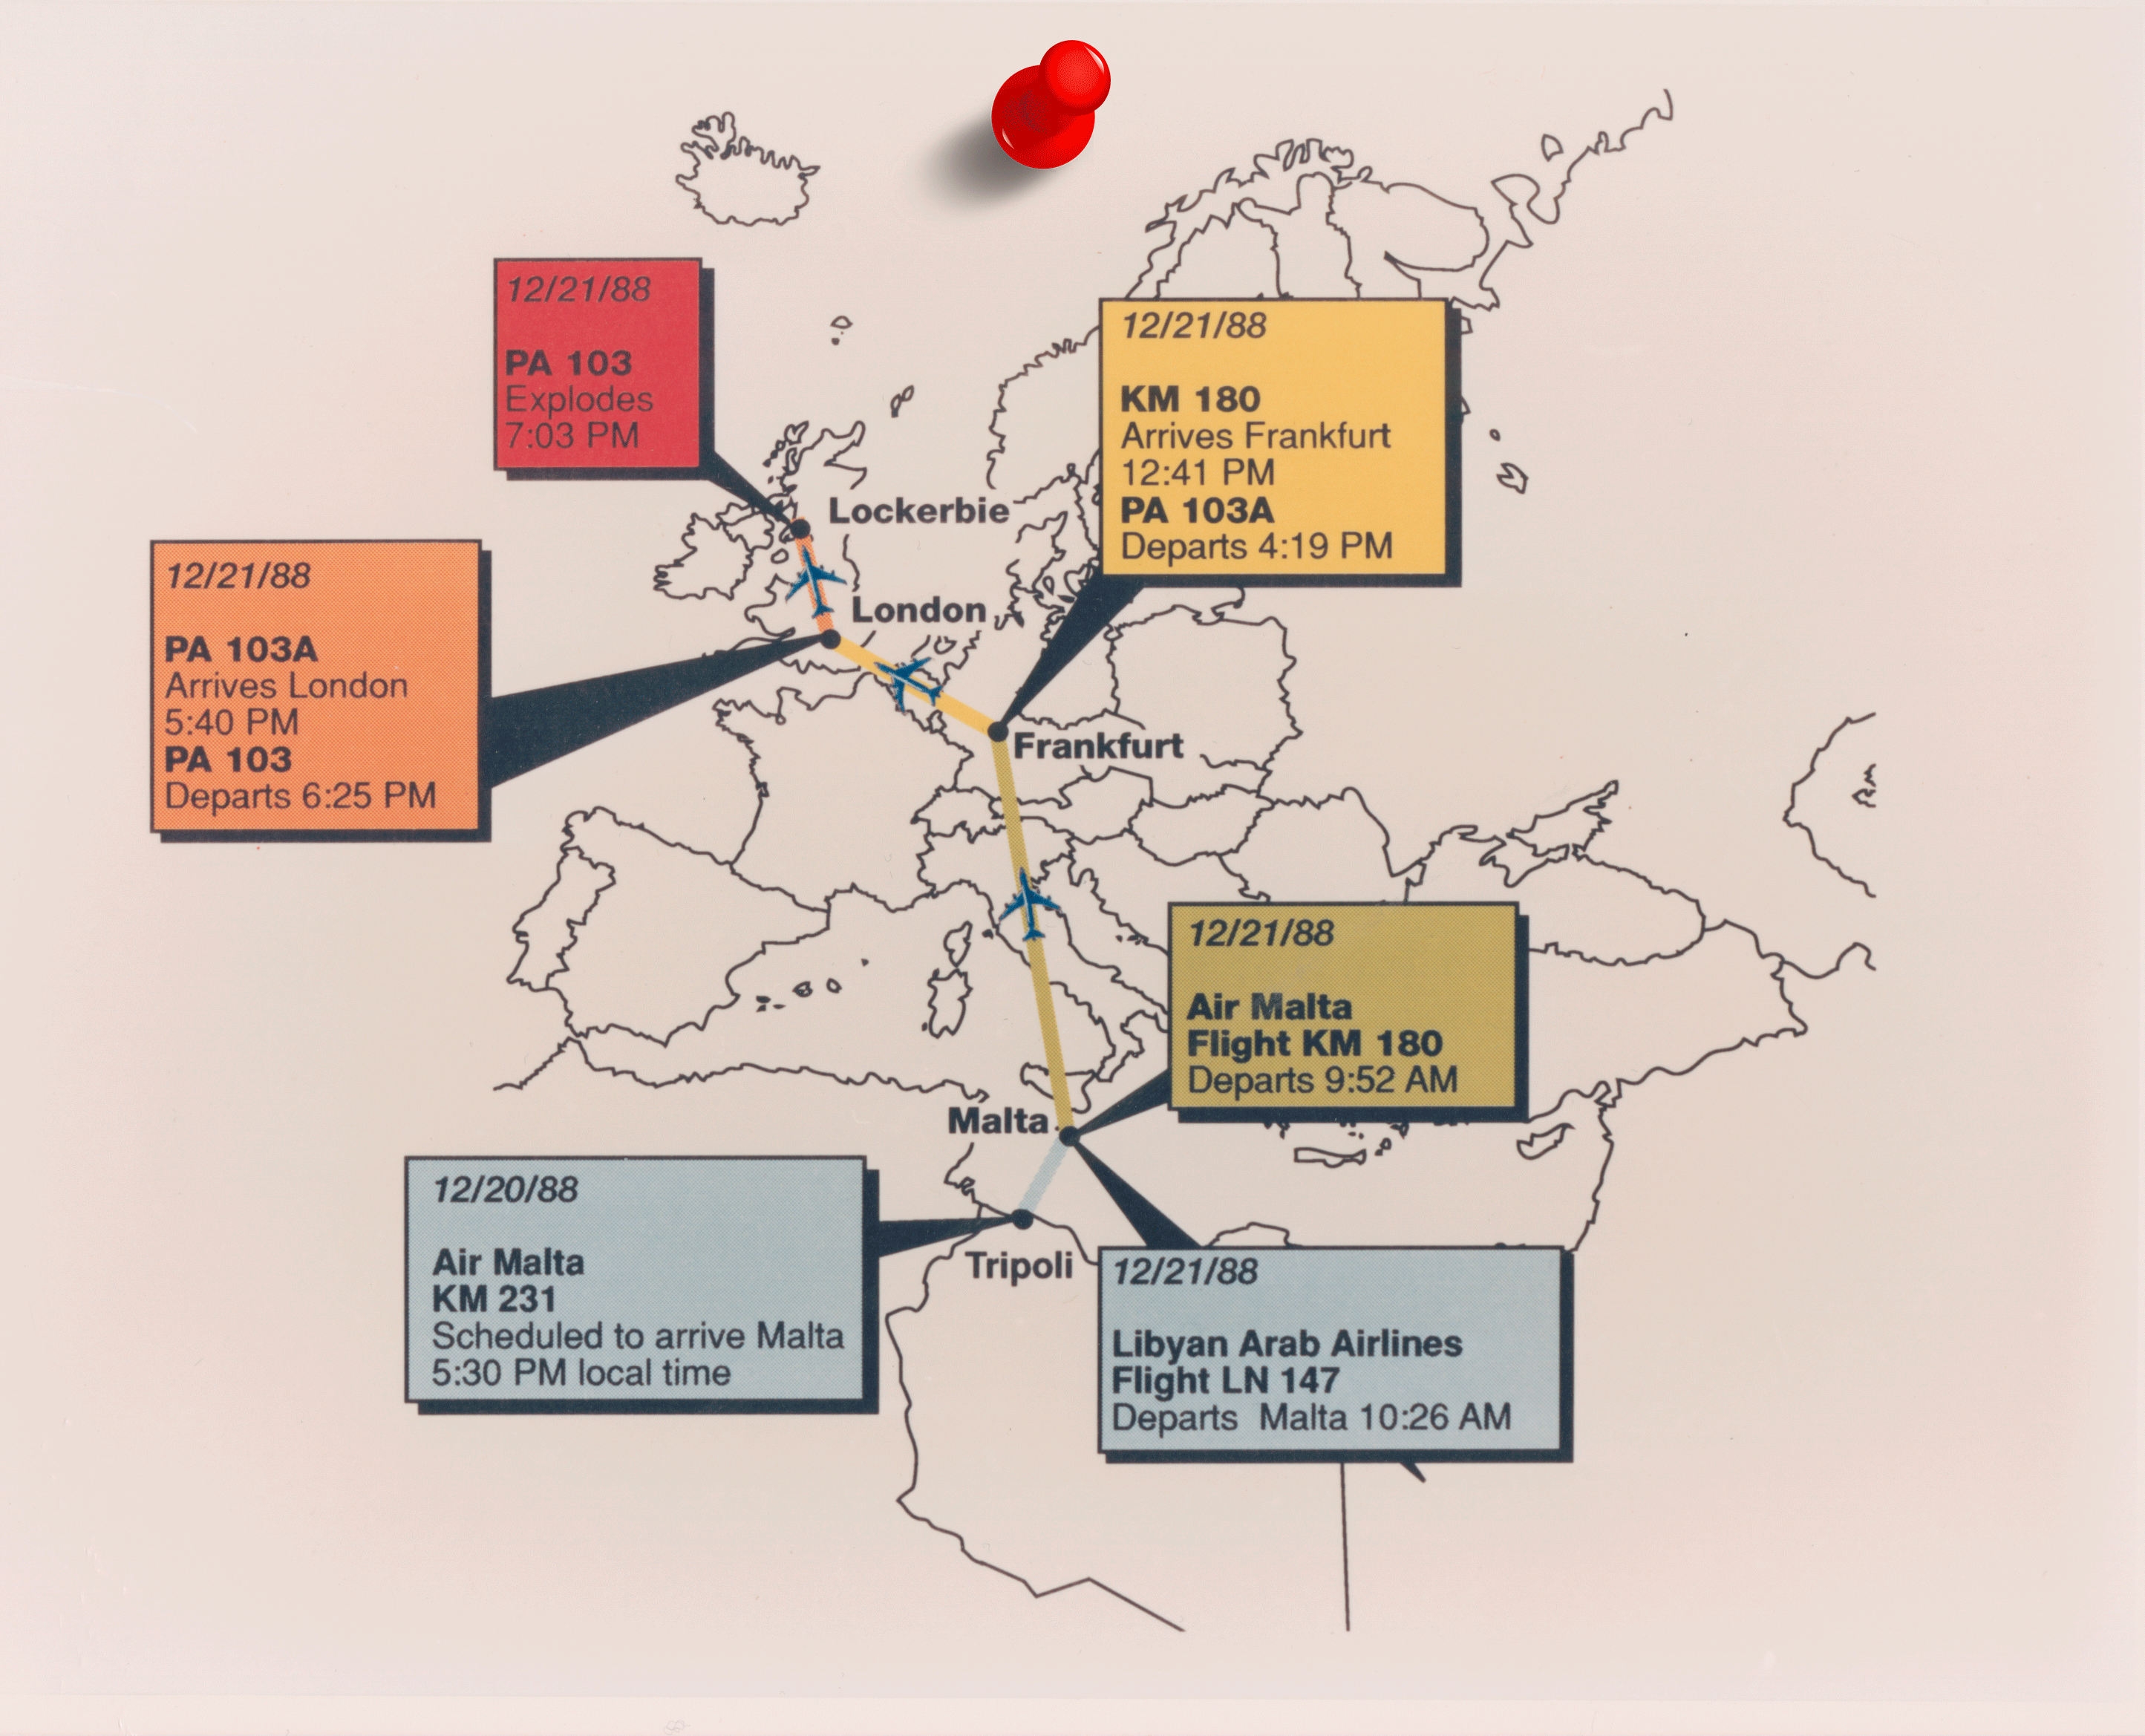 12/21/88
PA 103
Explodes
7:03 PM
12/21/88
KM 180
Arrives Frankfurt
12:41 PM
PA 103A
Departs 4:19 PM
Lockerbie
12/21/88
PA 103A
Arrives London
5:40 PM
PA 103
Departs 6:25 PM
London
Frankfurt
12/21/88
Air Malta
Flight KM 180
Departs 9:52 AM
Malta
12/20/88
Air Malta
KM 231
Scheduled to arrive Malta
5:30 PM local time
Tripoli
12/21/88
Libyan Arab Airlines
Flight LN 147
Departs Malta 10:26 AM